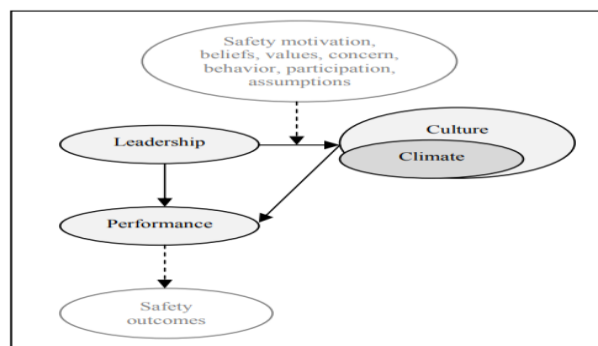 Safety motivation,
beliefs, values, concern,
behavior, participation,
assumptions
Leadership
Culture
Climate
Performance
Safety
outcomes